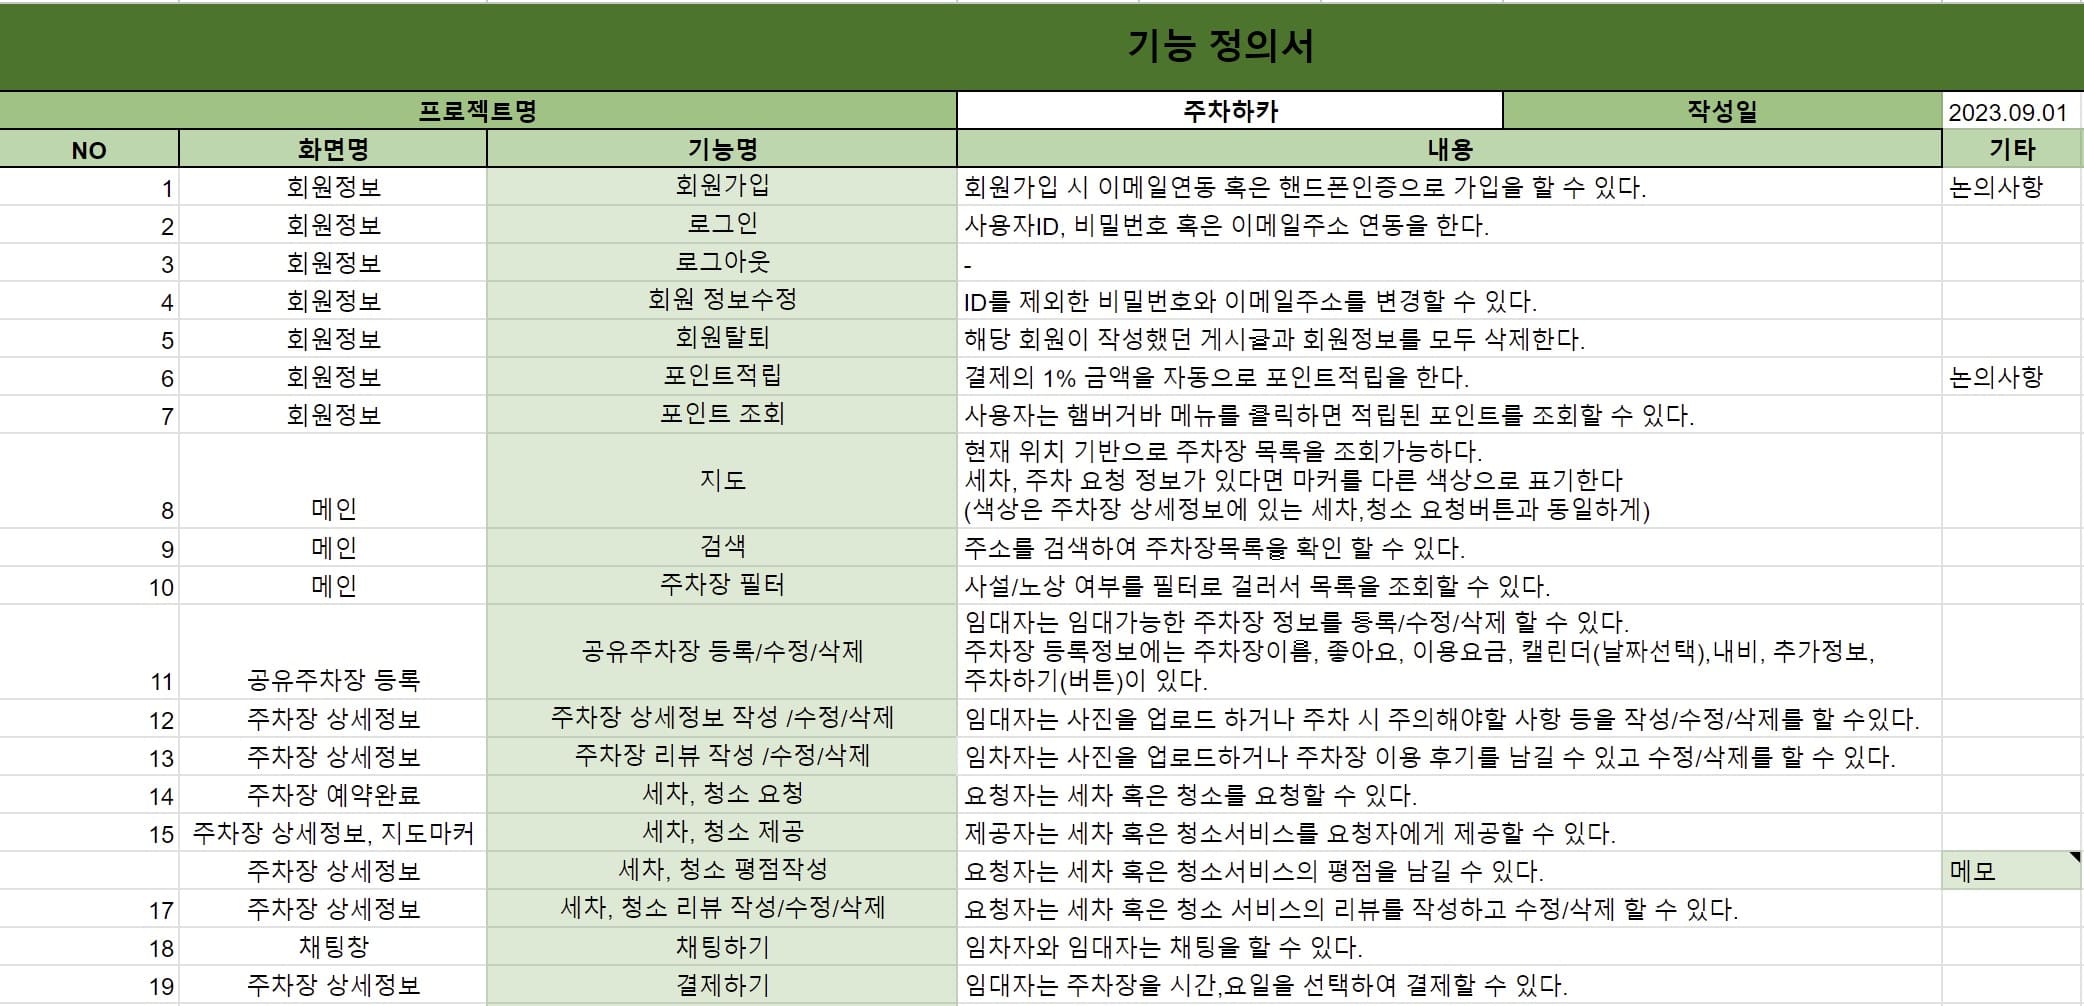 기능 정의서
프로젝트명 주차하카 작성일 2023.09.01
NO 화면명 기능명 내용 기타
1 회원정보 회원가입 회원가입 시 이메일연동 혹은 핸드폰인증으로 가입을 할 수 있다. 논의사항
2 회원정보 로그인 사용자ID, 비밀번호 혹은 이메일주소 연동을 한다.
3 회원정보 로그아웃 -
4 회원정보 회원 정보수정 ID를 제외한 비밀번호와 이메일주소를 변경할 수 있다.
5 회원정보 회원탈퇴 해당 회원이 작성했던 게시글과 회원정보를 모두 삭제한다.
6 회원정보 포인트적립 결제의 1% 금액을 자동으로 포인트적립을 한다. 논의사항
7 회원정보 포인트 조회 사용자는 햄버거바 메뉴를 클릭하면 적립된 포인트를 조회할 수 있다.
8 메인 지도 현재 위치 기반으로 주차장 목록을 조회가능하다.
세차, 주차 요청 정보가 있다면 마커를 다른 색상으로 표기한다
(색상은 주차장 상세정보에 있는 세차,청소 요청버튼과 동일하게)
9 메인 검색 주소를 검색하여 주차장목록을 확인 할 수 있다.
10 메인 주차장 필터 사설/노상 여부를 필터로 걸러서 목록을 조회할 수 있다.
11 공유주차장 등록 공유주차장 등록/수정/삭제 임대자는 임대가능한 주차장 정보를 등록/수정/삭제 할 수 있다.
주차장 등록정보에는 주차장이름, 좋아요, 이용요금, 캘린더(날짜선택),내비, 추가정보,
주차하기(버튼)이 있다.
12 주차장 상세정보 주차장 상세정보 작성 /수정/삭제 임대자는 사진을 업로드 하거나 주차 시 주의해야할 사항 등을 작성/수정/삭제를 할 수있다.
13 주차장 상세정보 주차장 리뷰 작성 /수정/삭제 임차자는 사진을 업로드하거나 주차장 이용 후기를 남길 수 있고 수정/삭제를 할 수 있다.
14 주차장 예약완료 세차, 청소 요청 요청자는 세차 혹은 청소를 요청할 수 있다.
15 주차장 상세정보, 지도마커 세차, 청소 제공 제공자는 세차 혹은 청소서비스를 요청자에게 제공할 수 있다.
주차장 상세정보 세차, 청소 평점작성 요청자는 세차 혹은 청소서비스의 평점을 남길 수 있다. 메모
17 주차장 상세정보 세차, 청소 리뷰 작성/수정/삭제 요청자는 세차 혹은 청소 서비스의 리뷰를 작성하고 수정/삭제 할 수 있다.
18 채팅창 채팅하기 임차자와 임대자는 채팅을 할 수 있다.
19 주차장 상세정보 결제하기 임대자는 주차장을 시간,요일을 선택하여 결제할 수 있다.